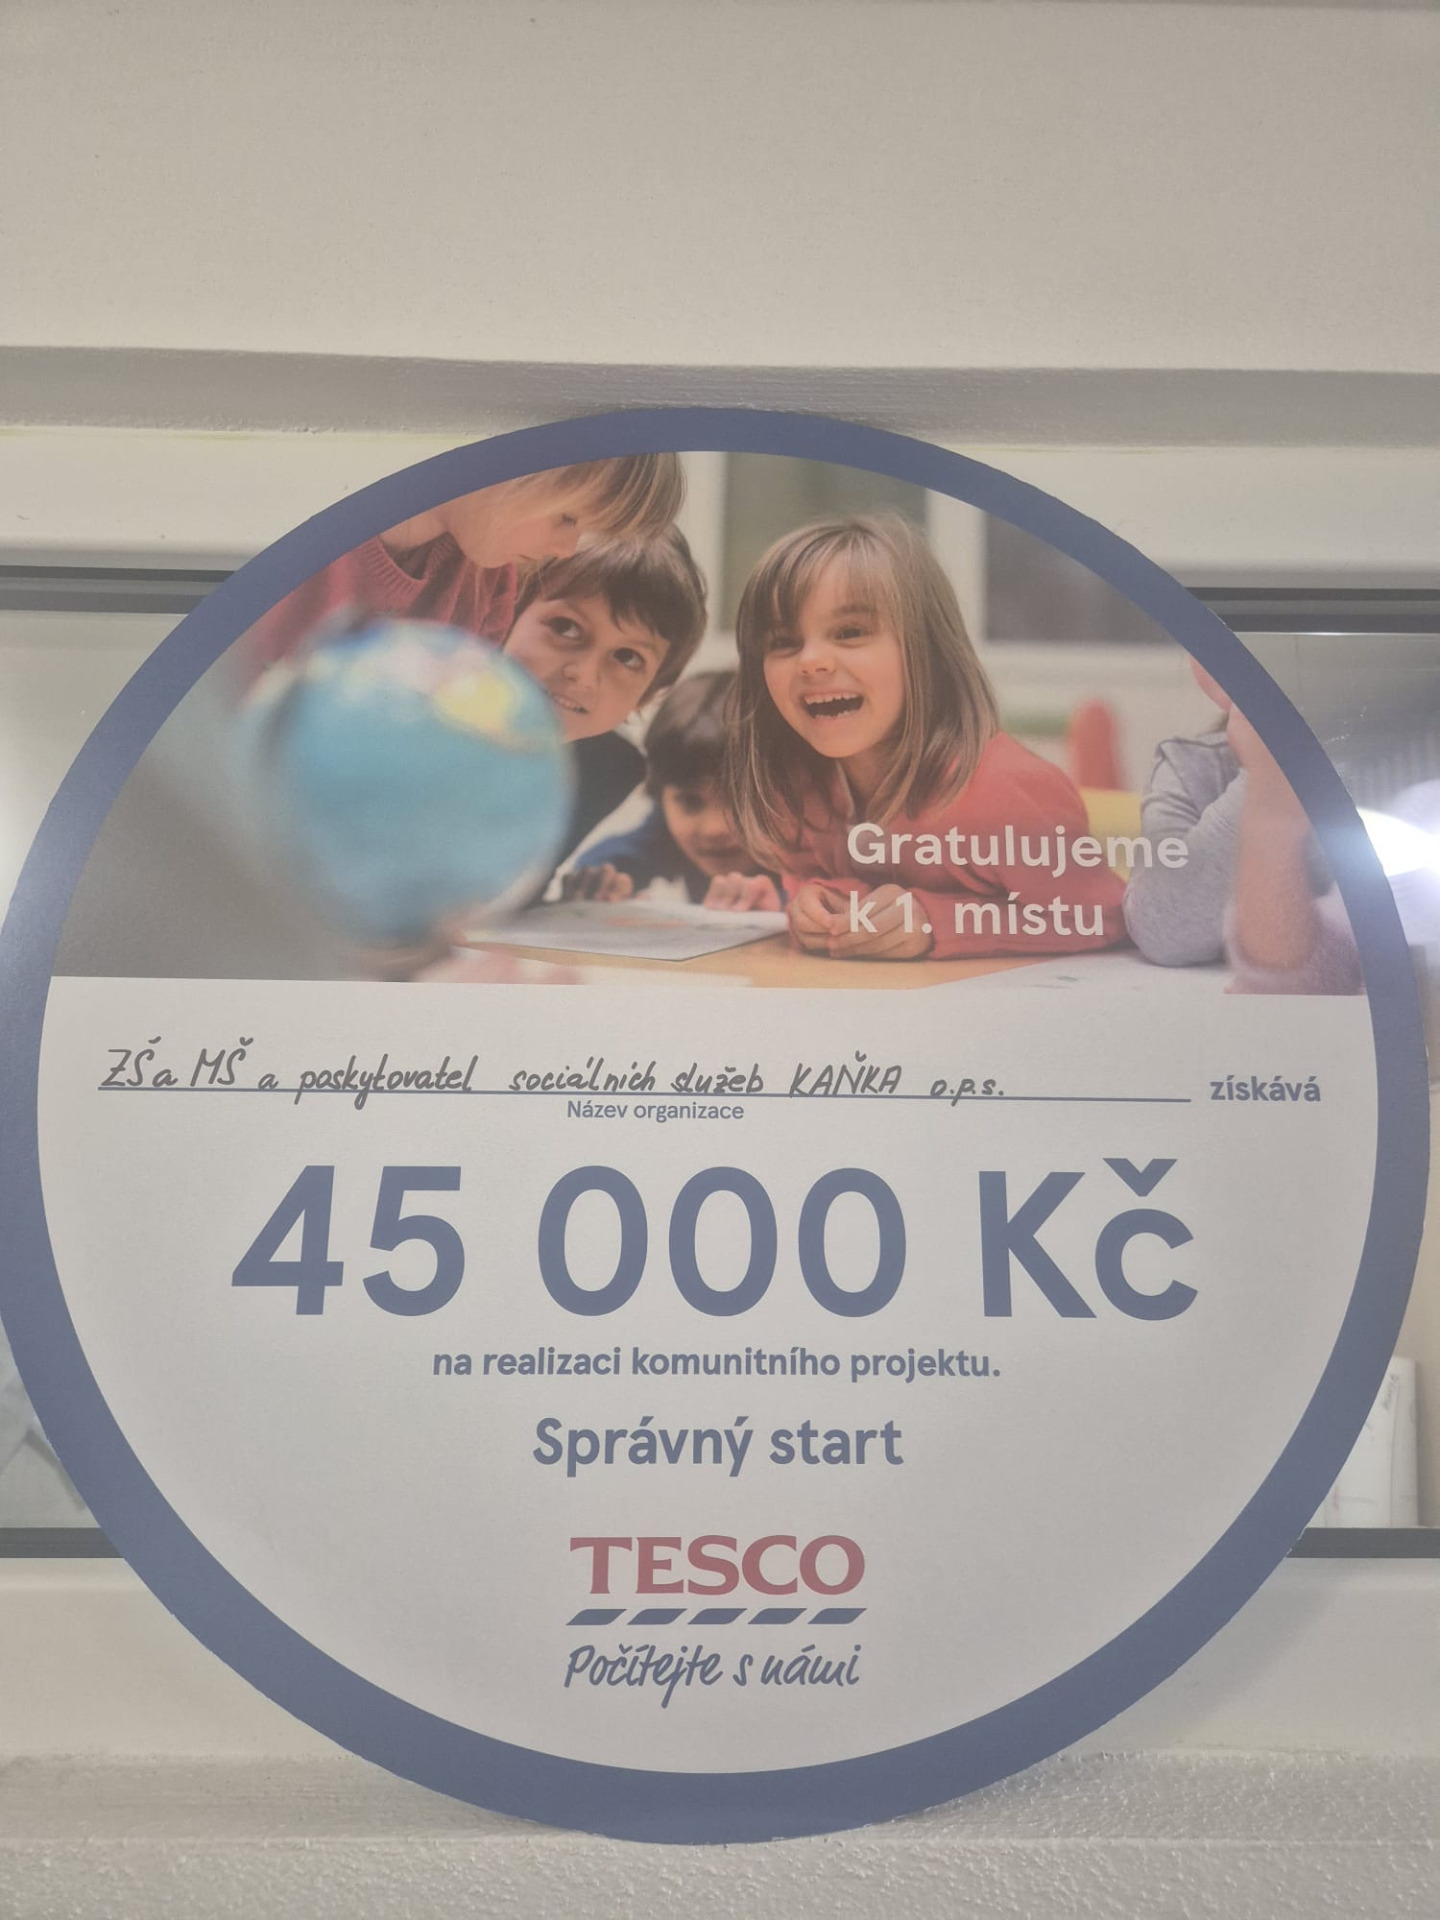 Gratulujeme
k 1. místu
ZŠ a MŠ a poskytovatel sociálních služeb KAŇKA o.p.s. získává
Název organizace
45 000 Kč
na realizaci komunitního projektu.
Správný start
TESCO
Počítejte s námi